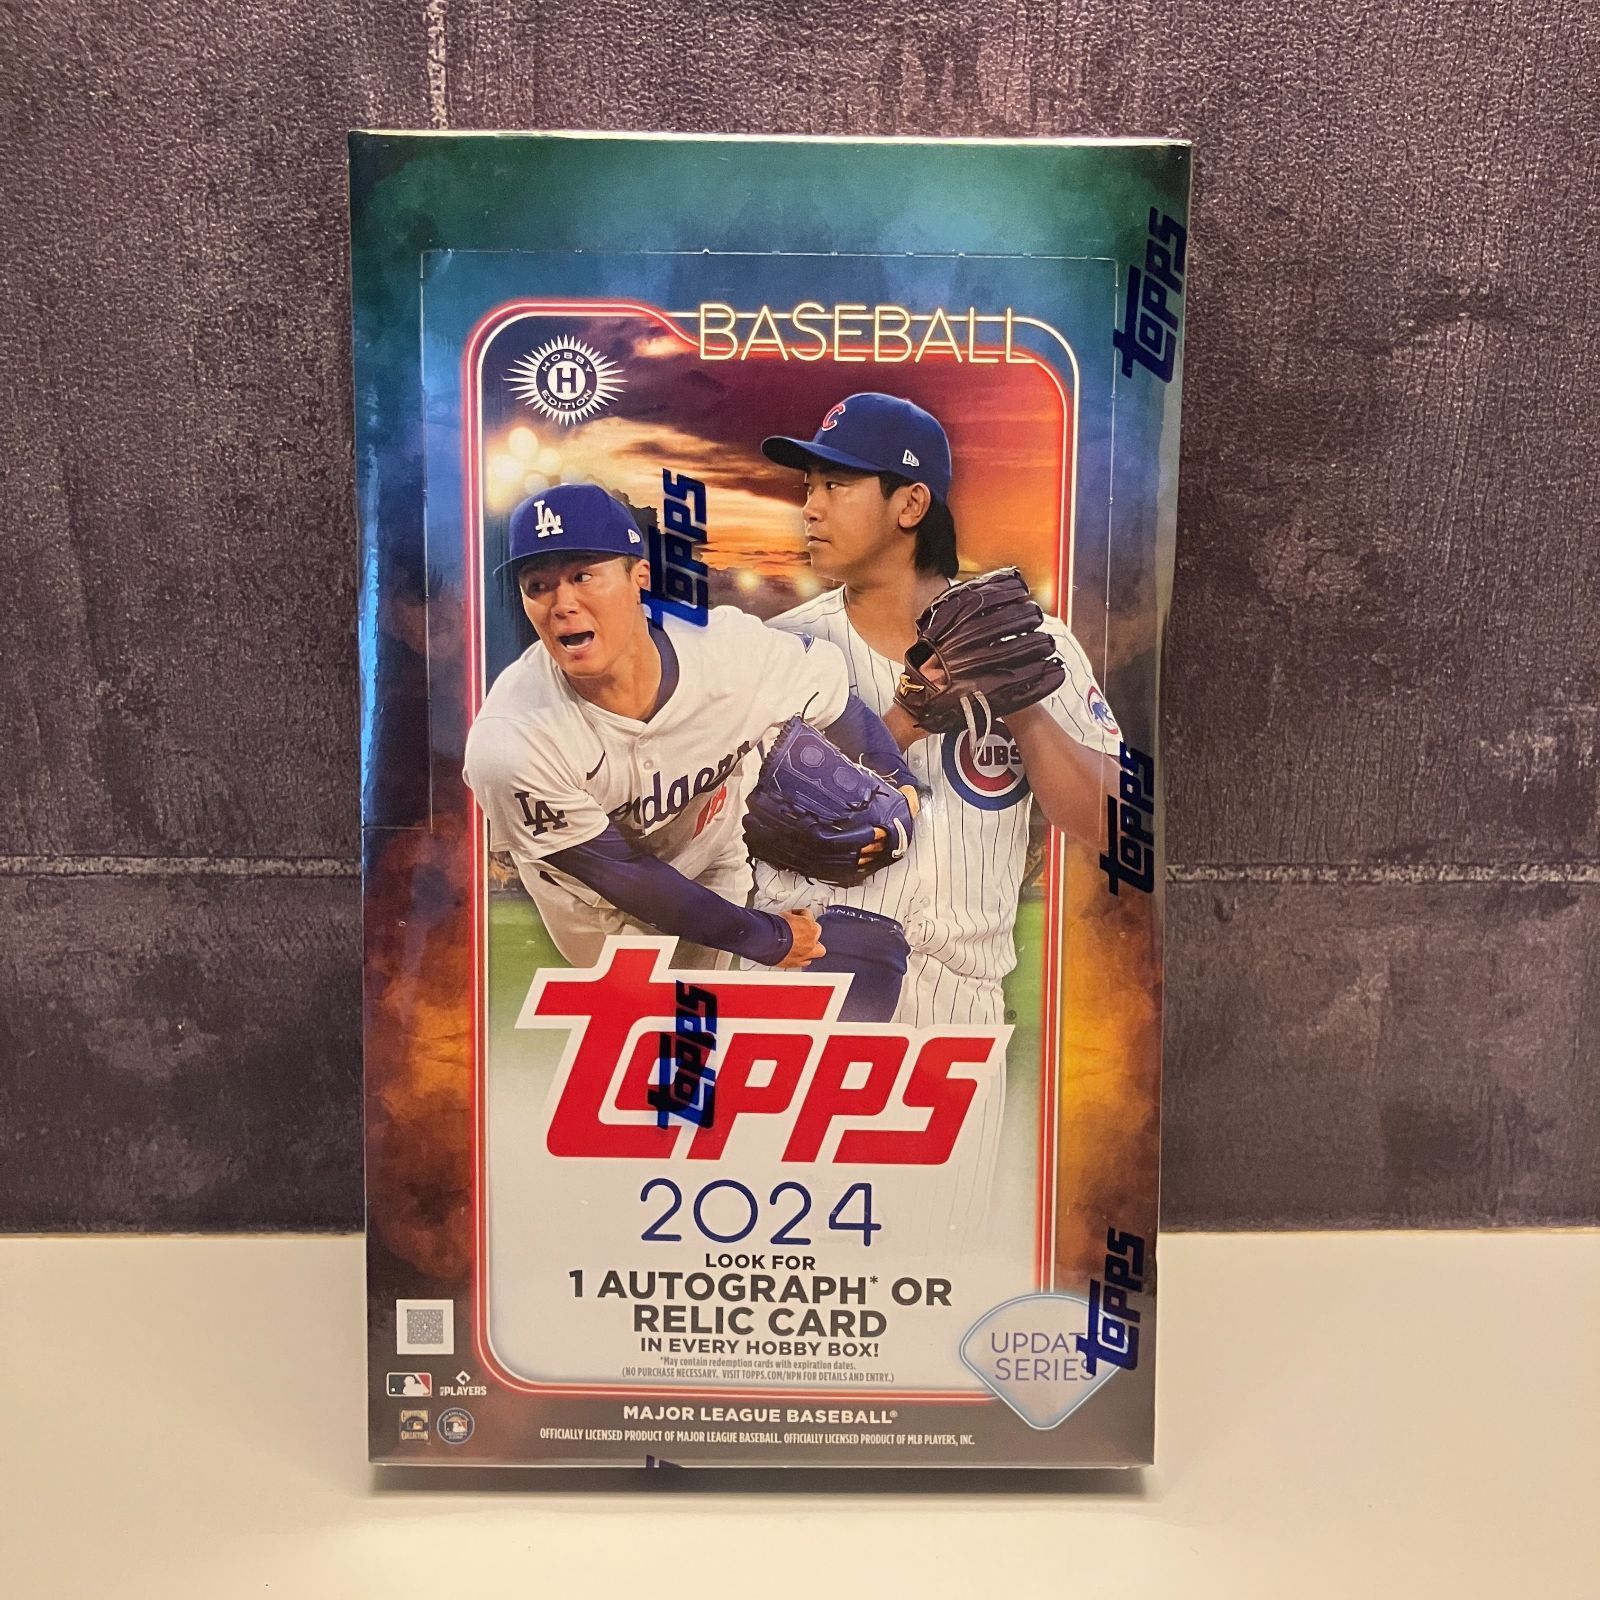 BASEBALL
HOBBY
H
EDITION
C
LA
LA
Dodgers
18
CUBS
topps
topps
topps
topps
topps
topps
topps
2024
LOOK FOR
1 AUTOGRAPH* OR
RELIC CARD
IN EVERY HOBBY BOX!
*May contain redemption cards with expiration dates.
(NO PURCHASE NECESSARY. VISIT TOPPS.COM/NPN FOR DETAILS AND ENTRY.)
UPDATE
SERIES
PLAYERS
MAJOR LEAGUE BASEBALL®
OFFICIALLY LICENSED PRODUCT OF MAJOR LEAGUE BASEBALL. OFFICIALLY LICENSED PRODUCT OF MLB PLAYERS, INC.